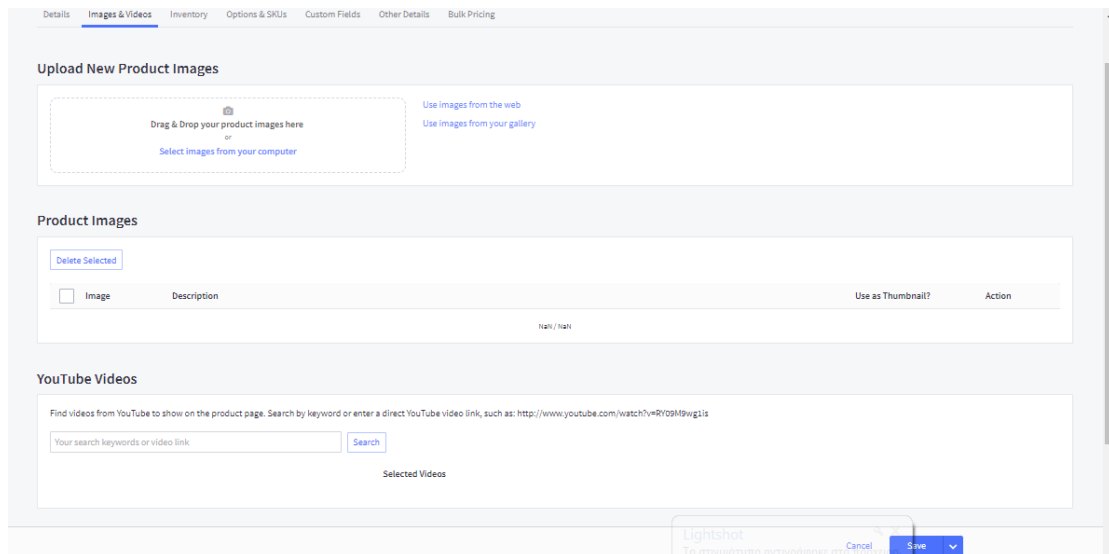 Details Images & Videos Inventory Options & SKUs Custom Fields Other Details Bulk Pricing
Upload New Product Images
Drag & Drop your product images here
or
Select images from your computer
Use images from the web
Use images from your gallery
Product Images
Delete Selected
Image Description Use as Thumbnail? Action
NaN / NaN
YouTube Videos
Find videos from YouTube to show on the product page. Search by keyword or enter a direct YouTube video link, such as: http://www.youtube.com/watch?v=RY09M9wg1is
Your search keywords or video link Search
Selected Videos
Lightshot
Cancel Save